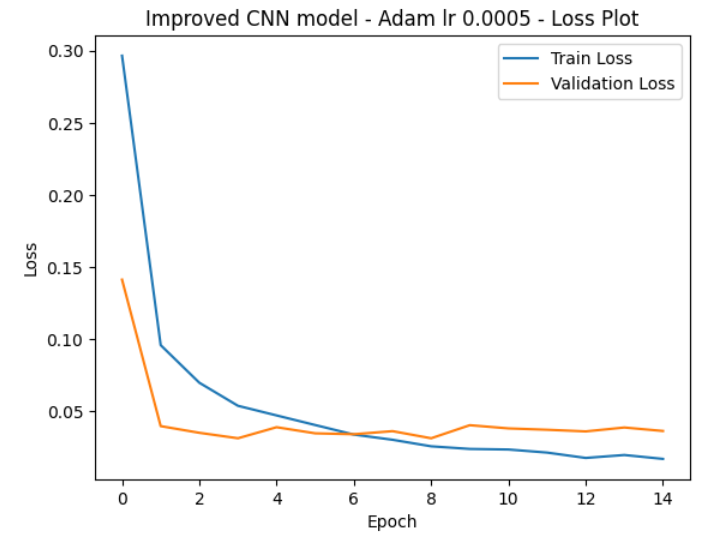 Improved CNN model - Adam lr 0.0005 - Loss Plot
Train Loss
Validation Loss
0.30
0.25
0.20
0.15
0.10
0.05
Loss
0 2 4 6 8 10 12 14
Epoch